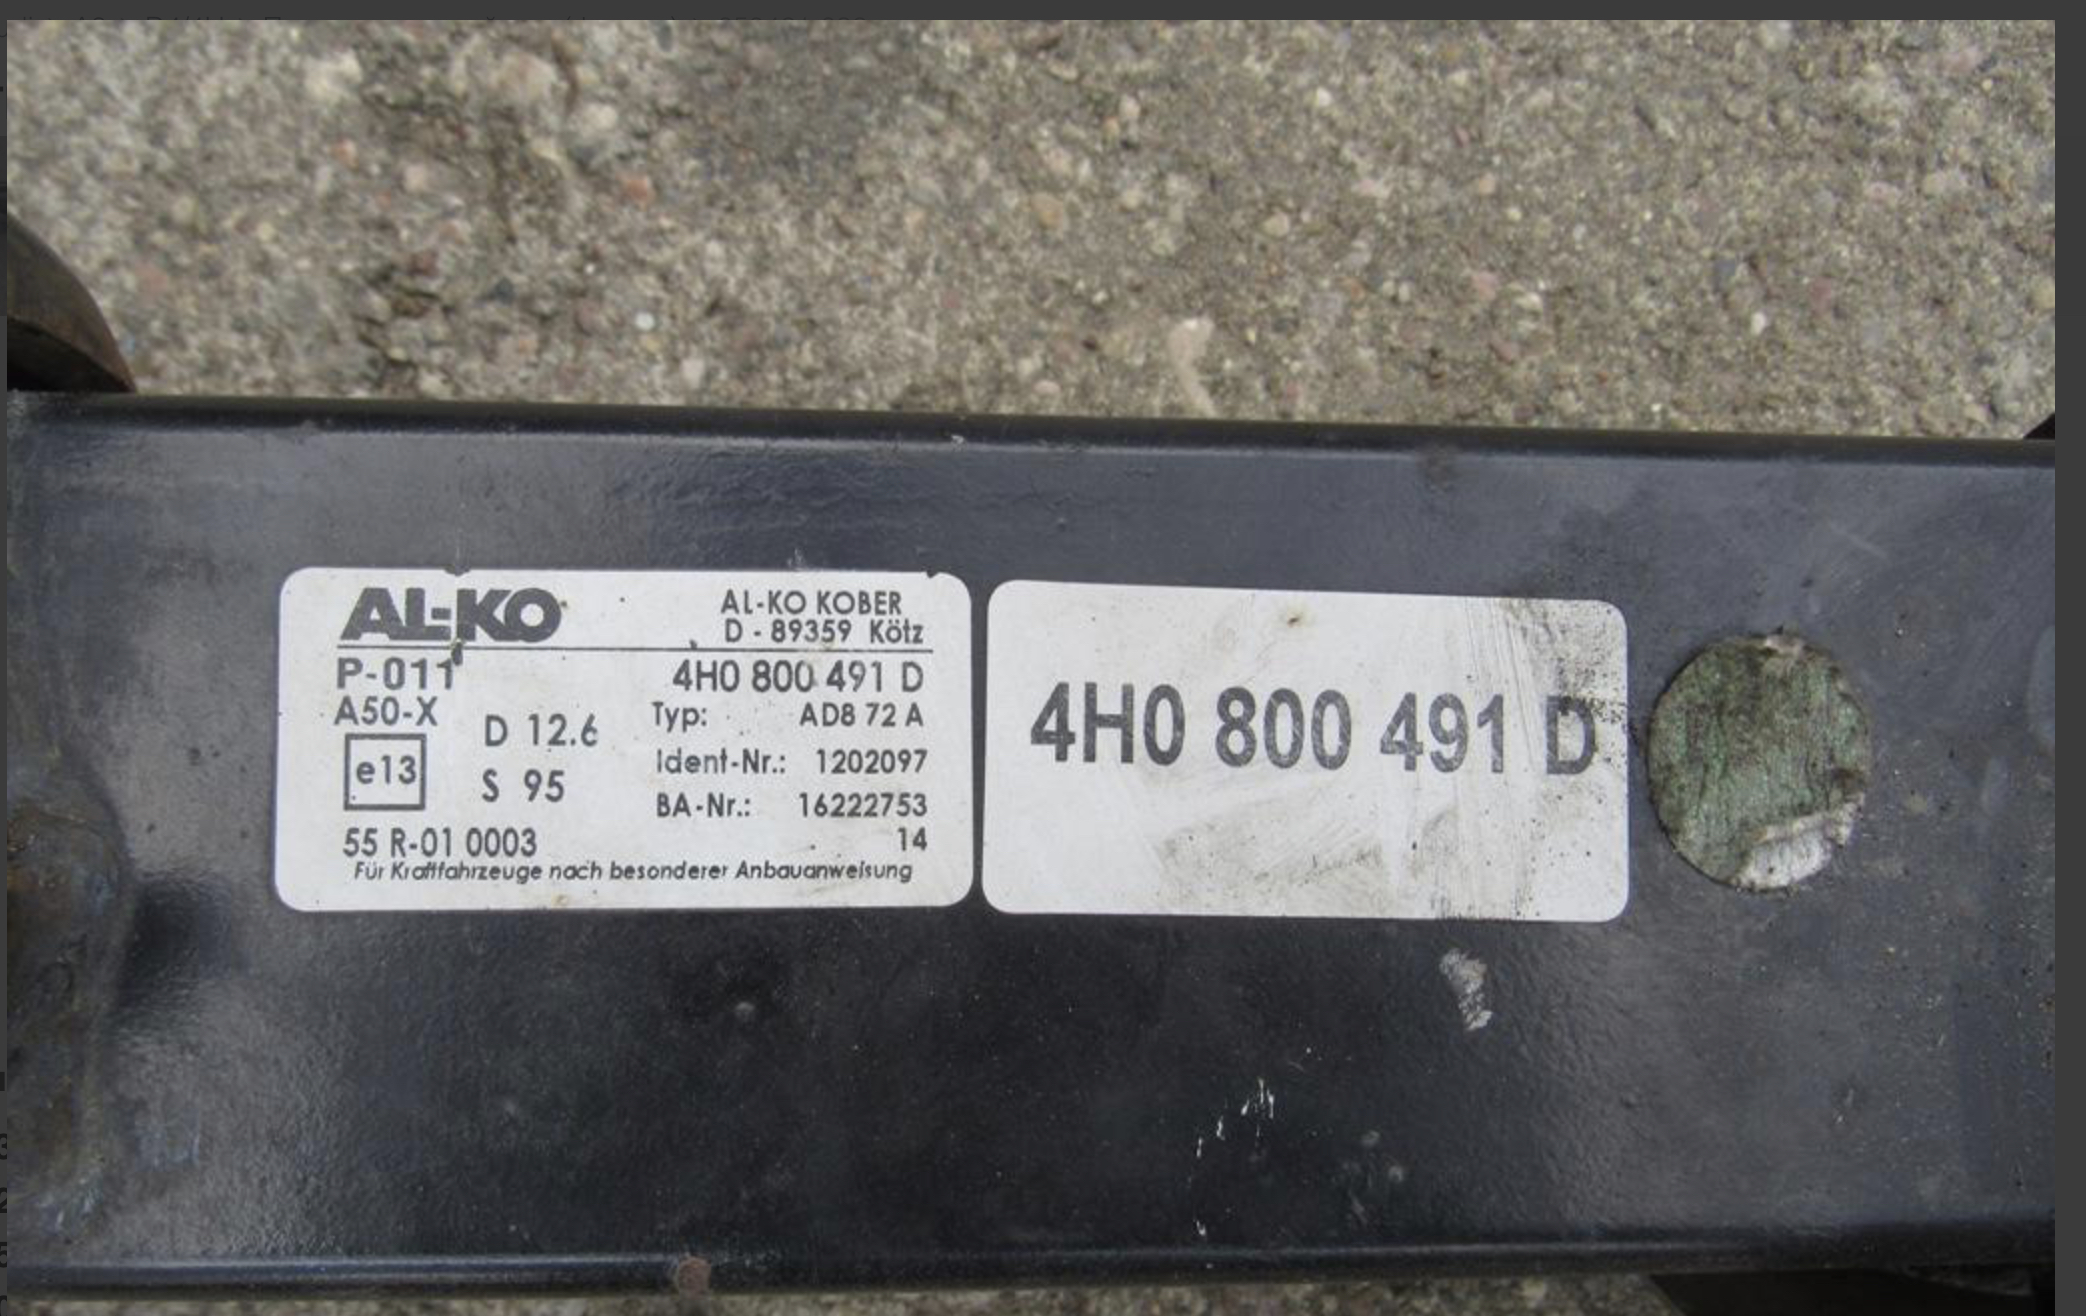 AL-KO
AL-KO KOBER
D - 89359 Kötz
P-011
4H0 800 491 D
A50-X
D 12.6
Typ: AD8 72 A
e13
S 95
Ident-Nr.: 1202097
BA-Nr.: 16222753
55 R-01 0003
14
Für Kraftfahrzeuge nach besonderer Anbauanweisung
4H0 800 491 D